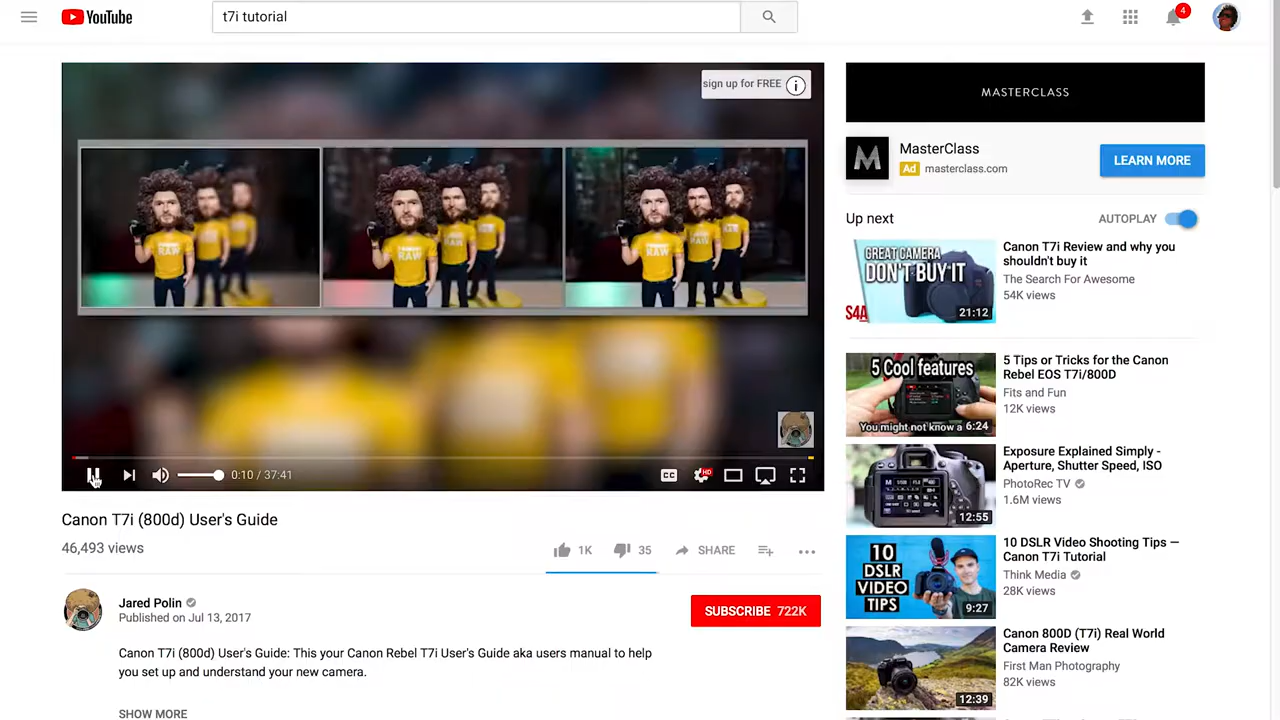 YouTube
t7i tutorial
4
sign up for FREE
RAW
RAW
RAW
0:10 / 37:41
CC
HD
Canon T7i (800d) User's Guide
46,493 views
1K
35
SHARE
Jared Polin
Published on Jul 13, 2017
SUBSCRIBE 722K
Canon T7i (800d) User's Guide: This your Canon Rebel T7i User's Guide aka users manual to help
you set up and understand your new camera.
SHOW MORE
MASTERCLASS
M
MasterClass
Ad masterclass.com
LEARN MORE
Up next
AUTOPLAY
GREAT CAMERA
DON'T BUY IT
S4A
21:12
Canon T7i Review and why you
shouldn't buy it
The Search For Awesome
54K views
5 Cool features
You might not know a
6:24
5 Tips or Tricks for the Canon
Rebel EOS T7i/800D
Fits and Fun
12K views
12:55
Exposure Explained Simply -
Aperture, Shutter Speed, ISO
PhotoRec TV
1.6M views
10
DSLR
VIDEO
TIPS
9:27
10 DSLR Video Shooting Tips —
Canon T7i Tutorial
Think Media
28K views
12:39
Canon 800D (T7i) Real World
Camera Review
First Man Photography
82K views